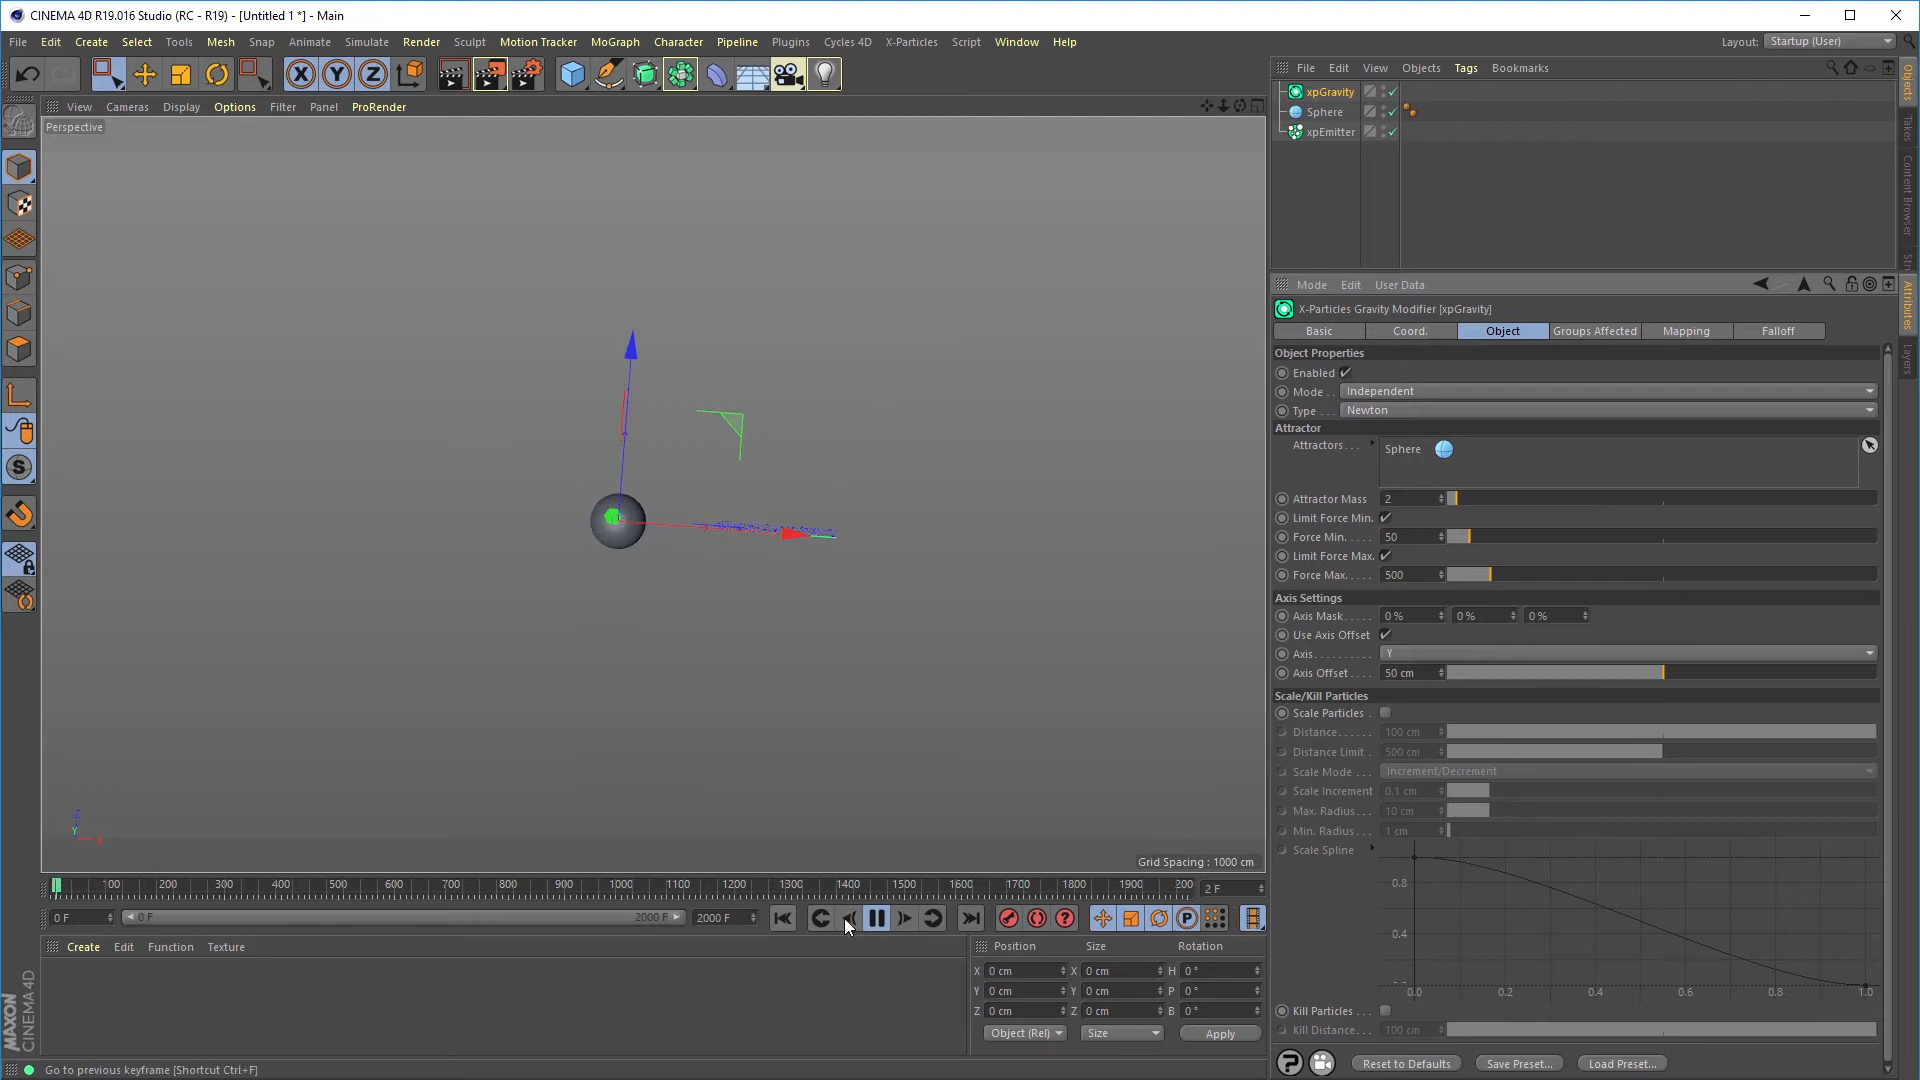 CINEMA 4D R19.016 Studio (RC - R19) - [Untitled 1 *] - Main
File Edit Create Select Tools Mesh Snap Animate Simulate Render Sculpt Motion Tracker MoGraph Character Pipeline Plugins Cycles 4D X-Particles Script Window Help
Layout: Startup (User)
X Y Z
File Edit View Objects Tags Bookmarks
View Cameras Display Options Filter Panel ProRender
Perspective
xpGravity
Sphere
xpEmitter
Objects
Takes
Content Browser
Mode Edit User Data
X-Particles Gravity Modifier [xpGravity]
Basic Coord. Object Groups Affected Mapping Falloff
Attributes
Layers
Object Properties
Enabled
Mode . . Independent
Type . . . Newton
Attractor
Attractors . . . Sphere
Attractor Mass 2
Limit Force Min.
Force Min. . . . . 50
Limit Force Max.
Force Max. . . . . 500
Axis Settings
Axis Mask . . . . . 0 % 0 % 0 %
Use Axis Offset
Axis . . . . . . . . . Y
Axis Offset . . . . 50 cm
Scale/Kill Particles
Scale Particles .
Distance . . . . . . 100 cm
Distance Limit . 500 cm
Scale Mode . . . Increment/Decrement
Scale Increment 0.1 cm
Max. Radius . . . 10 cm
Min. Radius . . . 1 cm
Scale Spline
0.8
0.4
0.0 0.2 0.4 0.6 0.8 1.0
Kill Particles . . .
Kill Distance . . . 100 cm
Reset to Defaults Save Preset... Load Preset...
Z
Y
X
Grid Spacing : 1000 cm
100 200 300 400 500 600 700 800 900 1000 1100 1200 1300 1400 1500 1600 1700 1800 1900 200 2 F
0 F 0 F 2000 F 2000 F
Create Edit Function Texture
Position Size Rotation
X 0 cm X 0 cm H 0 °
Y 0 cm Y 0 cm P 0 °
Z 0 cm Z 0 cm B 0 °
Object (Rel) Size Apply
MAXON
CINEMA 4D
Go to previous keyframe [Shortcut Ctrl+F]